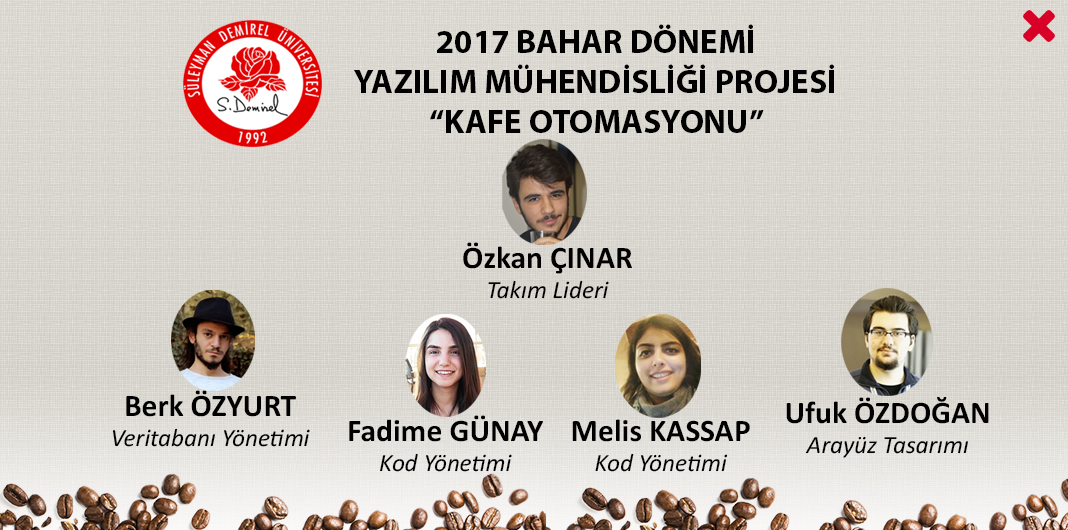 SÜLEYMAN DEMİREL ÜNİVERSİTESİ
S. Demirel
1992
2017 BAHAR DÖNEMİ
YAZILIM MÜHENDİSLİĞİ PROJESİ
“KAFE OTOMASYONU”
Özkan ÇINAR
Takım Lideri
Berk ÖZYURT
Veritabanı Yönetimi
Fadime GÜNAY
Kod Yönetimi
Melis KASSAP
Kod Yönetimi
Ufuk ÖZDOĞAN
Arayüz Tasarımı